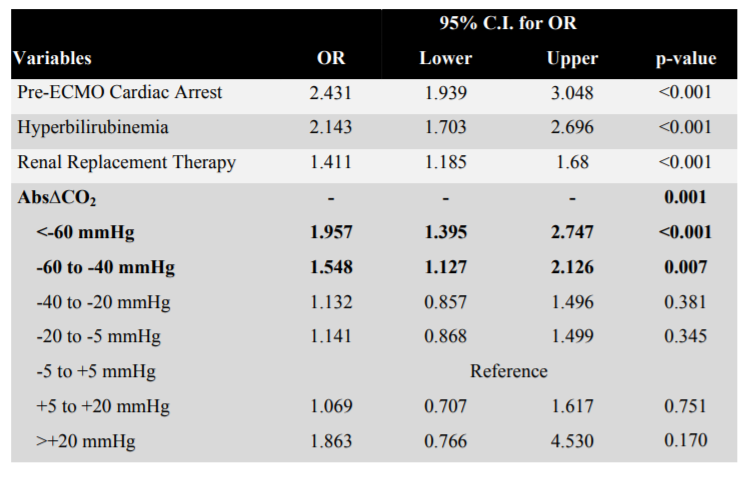 95% C.I. for OR
Variables OR Lower Upper p-value
Pre-ECMO Cardiac Arrest 2.431 1.939 3.048 <0.001
Hyperbilirubinemia 2.143 1.703 2.696 <0.001
Renal Replacement Therapy 1.411 1.185 1.68 <0.001
AbsΔCO₂ - - - 0.001
<-60 mmHg 1.957 1.395 2.747 <0.001
-60 to -40 mmHg 1.548 1.127 2.126 0.007
-40 to -20 mmHg 1.132 0.857 1.496 0.381
-20 to -5 mmHg 1.141 0.868 1.499 0.345
-5 to +5 mmHg Reference
+5 to +20 mmHg 1.069 0.707 1.617 0.751
>+20 mmHg 1.863 0.766 4.530 0.170